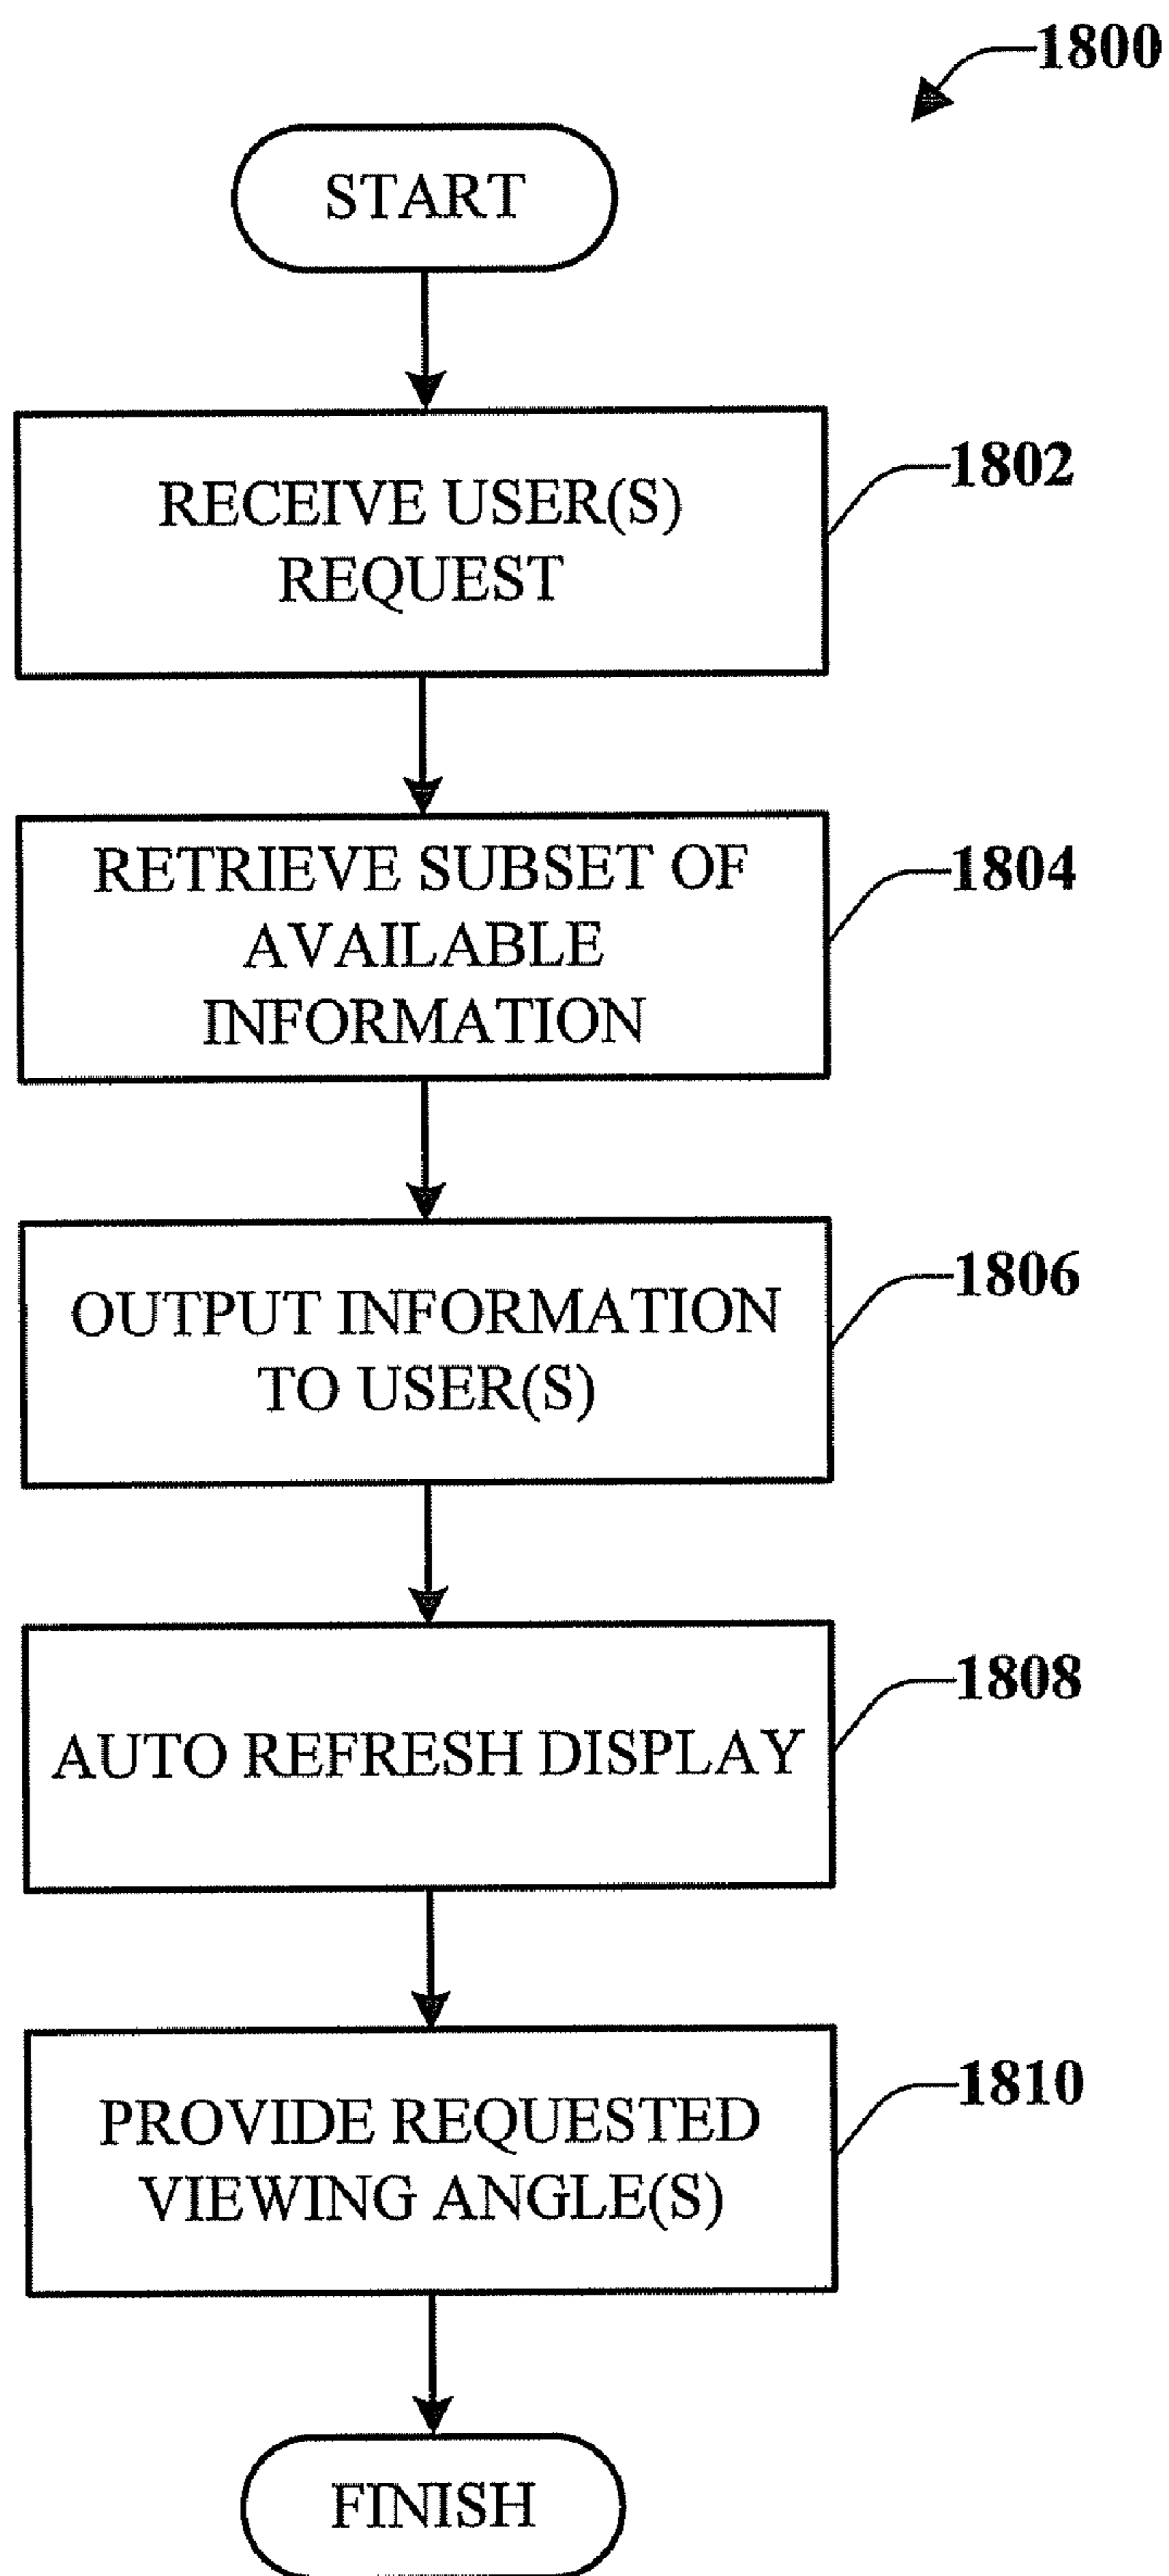 1800
START
RECEIVE USER(S)
REQUEST
1802
RETRIEVE SUBSET OF
AVAILABLE
INFORMATION
1804
OUTPUT INFORMATION
TO USER(S)
1806
AUTO REFRESH DISPLAY
1808
PROVIDE REQUESTED
VIEWING ANGLE(S)
1810
FINISH